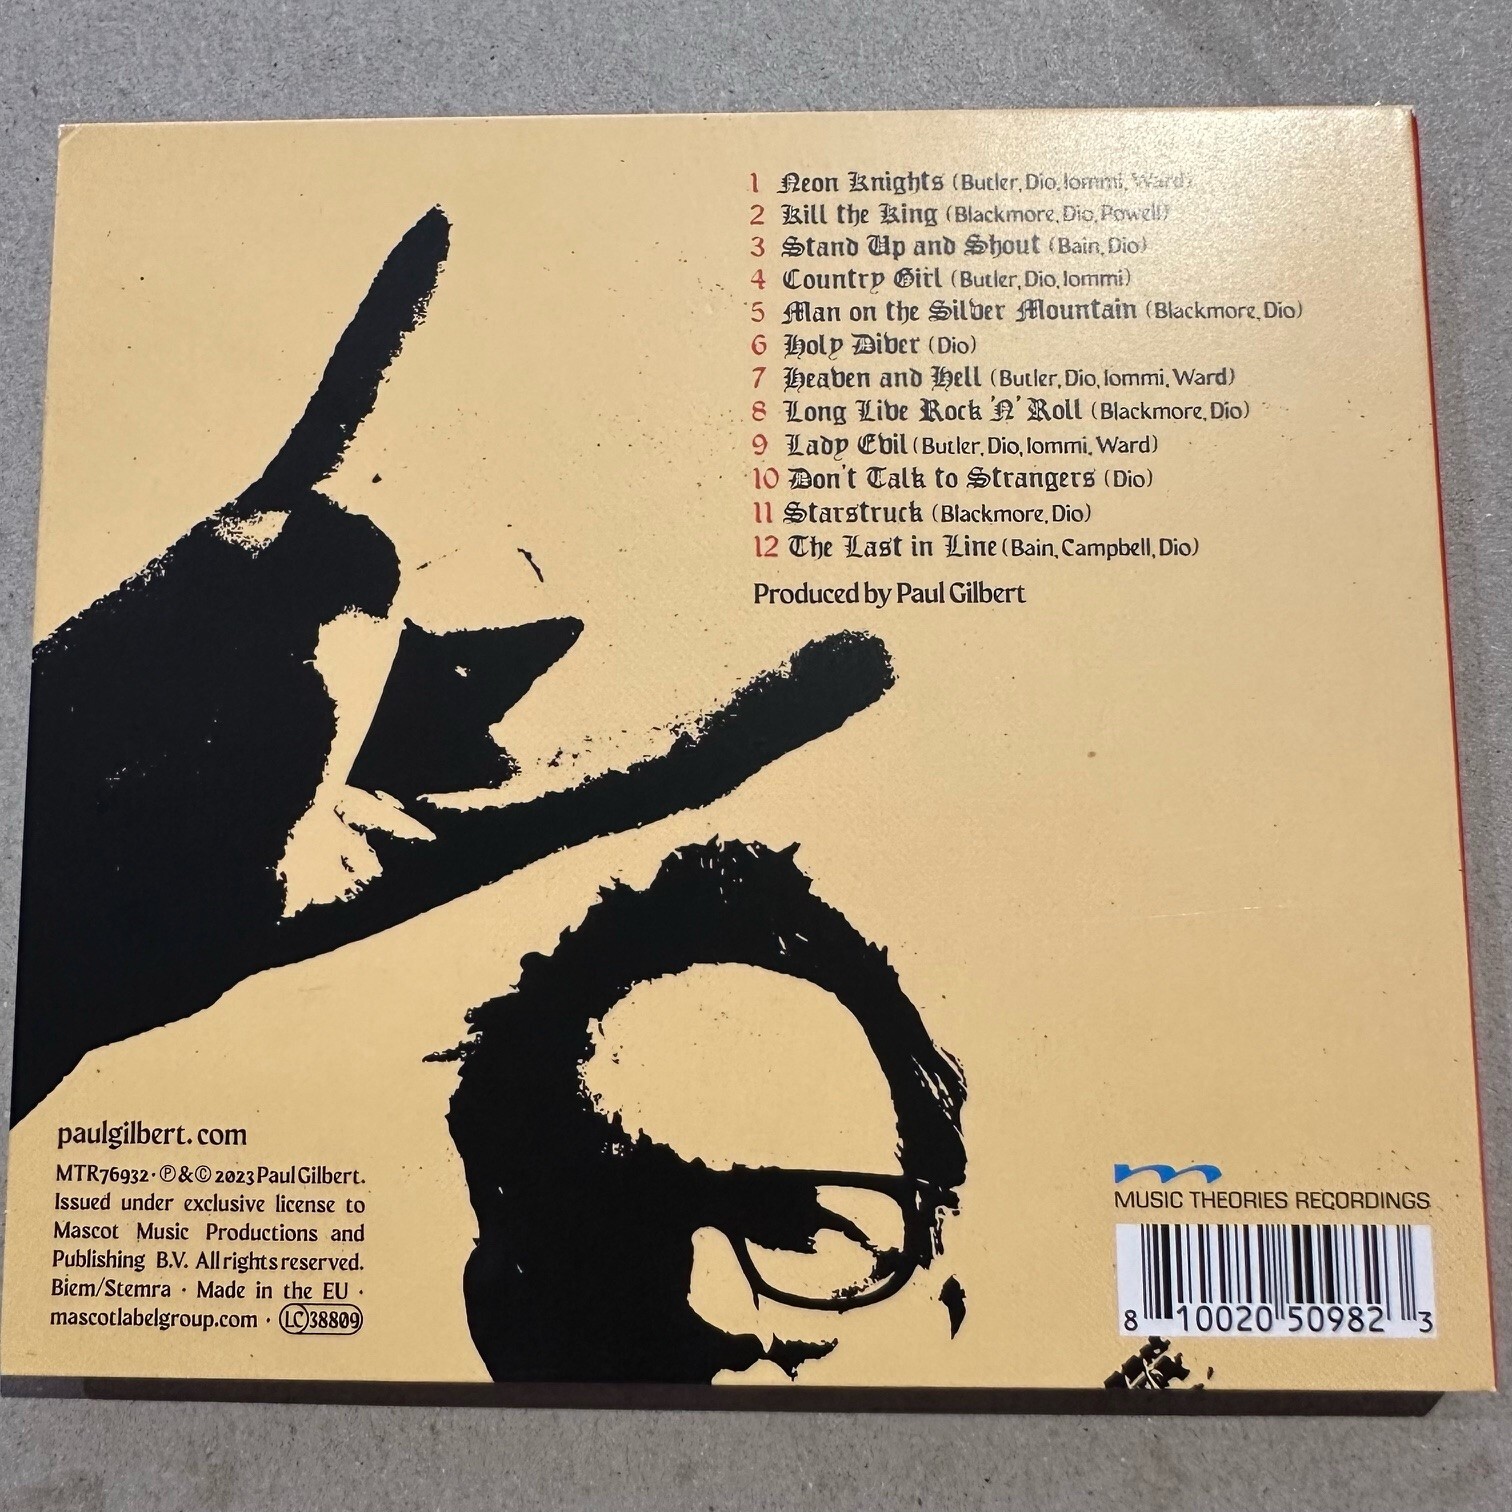 1 Neon Knights (Butler, Dio, Iommi, Ward)
2 Kill the King (Blackmore, Dio, Powell)
3 Stand Up and Shout (Bain, Dio)
4 Country Girl (Butler, Dio, Iommi)
5 Man on the Silver Mountain (Blackmore, Dio)
6 Holy Diver (Dio)
7 Heaven and Hell (Butler, Dio, Iommi, Ward)
8 Long Live Rock 'N' Roll (Blackmore, Dio)
9 Lady Evil (Butler, Dio, Iommi, Ward)
10 Don't Talk to Strangers (Dio)
11 Starstruck (Blackmore, Dio)
12 The Last in Line (Bain, Campbell, Dio)
Produced by Paul Gilbert
paulgilbert.com
MTR76932 · ℗ & © 2023 Paul Gilbert.
Issued under exclusive license to
Mascot Music Productions and
Publishing B.V. All rights reserved.
Biem/Stemra · Made in the EU ·
mascotlabelgroup.com · LC 38809
MUSIC THEORIES RECORDINGS
8 10020 50982 3